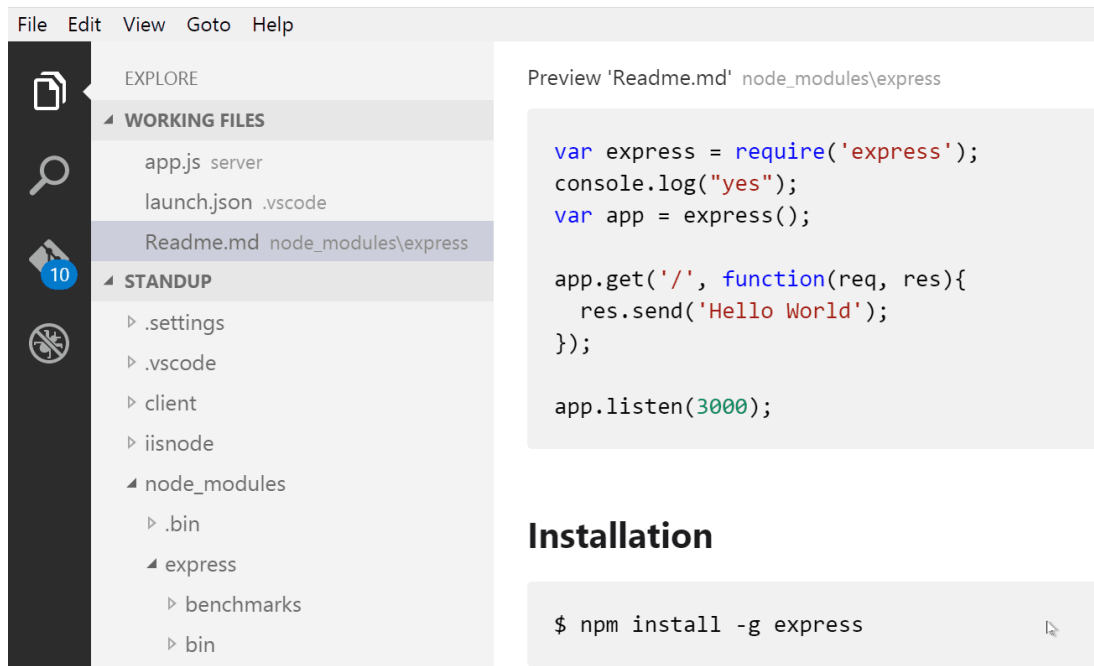 File Edit View Goto Help
EXPLORE
WORKING FILES
app.js server
launch.json .vscode
Readme.md node_modules\express
10
STANDUP
.settings
.vscode
client
iisnode
node_modules
.bin
express
benchmarks
bin
Preview 'Readme.md' node_modules\express
var express = require('express');
console.log("yes");
var app = express();
app.get('/', function(req, res){
  res.send('Hello World');
});
app.listen(3000);
Installation
$ npm install -g express